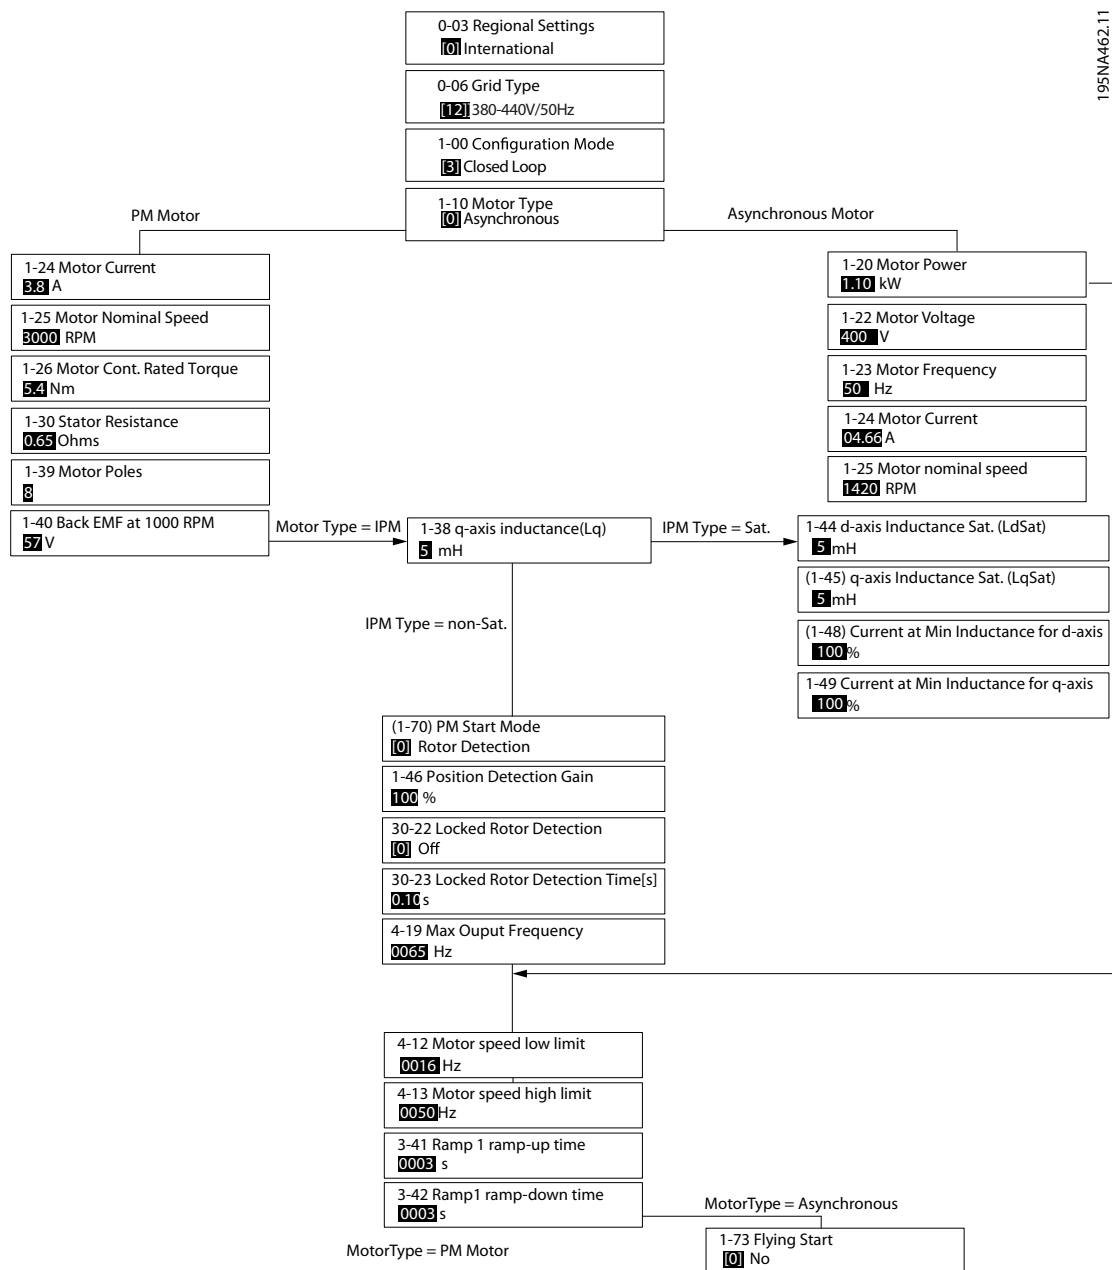 195NA462.11
0-03 Regional Settings
[0] International
0-06 Grid Type
[12] 380-440V/50Hz
1-00 Configuration Mode
[3] Closed Loop
1-10 Motor Type
[0] Asynchronous
PM Motor
Asynchronous Motor
1-24 Motor Current
3.8 A
1-25 Motor Nominal Speed
3000 RPM
1-26 Motor Cont. Rated Torque
5.4 Nm
1-30 Stator Resistance
0.65 Ohms
1-39 Motor Poles
8
1-40 Back EMF at 1000 RPM
57 V
1-20 Motor Power
1.10 kW
1-22 Motor Voltage
400 V
1-23 Motor Frequency
50 Hz
1-24 Motor Current
04.66 A
1-25 Motor nominal speed
1420 RPM
Motor Type = IPM
1-38 q-axis inductance(Lq)
5 mH
IPM Type = Sat.
1-44 d-axis Inductance Sat. (LdSat)
5 mH
(1-45) q-axis Inductance Sat. (LqSat)
5 mH
(1-48) Current at Min Inductance for d-axis
100 %
1-49 Current at Min Inductance for q-axis
100 %
IPM Type = non-Sat.
(1-70) PM Start Mode
[0] Rotor Detection
1-46 Position Detection Gain
100 %
30-22 Locked Rotor Detection
[0] Off
30-23 Locked Rotor Detection Time[s]
0.10 s
4-19 Max Ouput Frequency
0065 Hz
4-12 Motor speed low limit
0016 Hz
4-13 Motor speed high limit
0050 Hz
3-41 Ramp 1 ramp-up time
0003 s
3-42 Ramp1 ramp-down time
0003 s
MotorType = Asynchronous
MotorType = PM Motor
1-73 Flying Start
[0] No